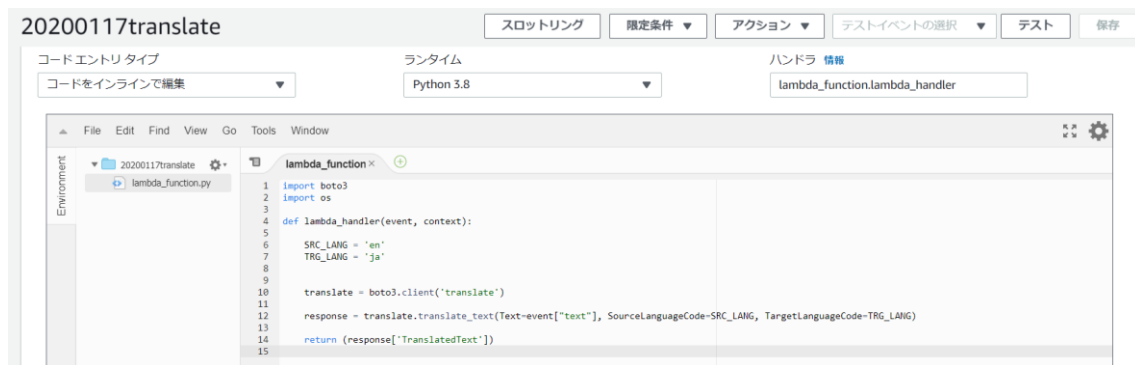 20200117translate
スロットリング
限定条件 ▼
アクション ▼
テストイベントの選択 ▼
テスト
保存
コード エントリ タイプ
ランタイム
ハンドラ 情報
コードをインラインで編集 ▼
Python 3.8 ▼
lambda_function.lambda_handler
File Edit Find View Go Tools Window
Environment
20200117translate
lambda_function.py
lambda_function ×
1 import boto3
2 import os
3
4 def lambda_handler(event, context):
5
6 SRC_LANG = 'en'
7 TRG_LANG = 'ja'
8
9
10 translate = boto3.client('translate')
11
12 response = translate.translate_text(Text=event["text"], SourceLanguageCode=SRC_LANG, TargetLanguageCode=TRG_LANG)
13
14 return (response['TranslatedText'])
15